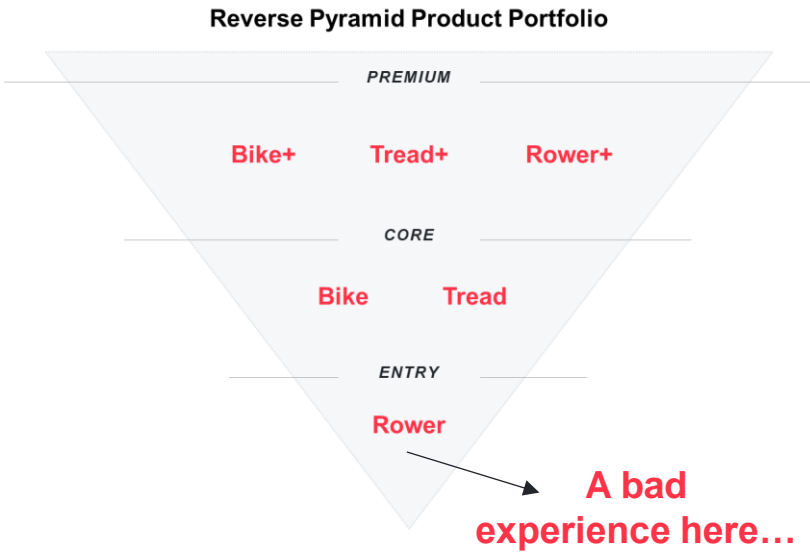 Reverse Pyramid Product Portfolio
PREMIUM
Bike+ Tread+ Rower+
CORE
Bike Tread
ENTRY
Rower
A bad
experience here…